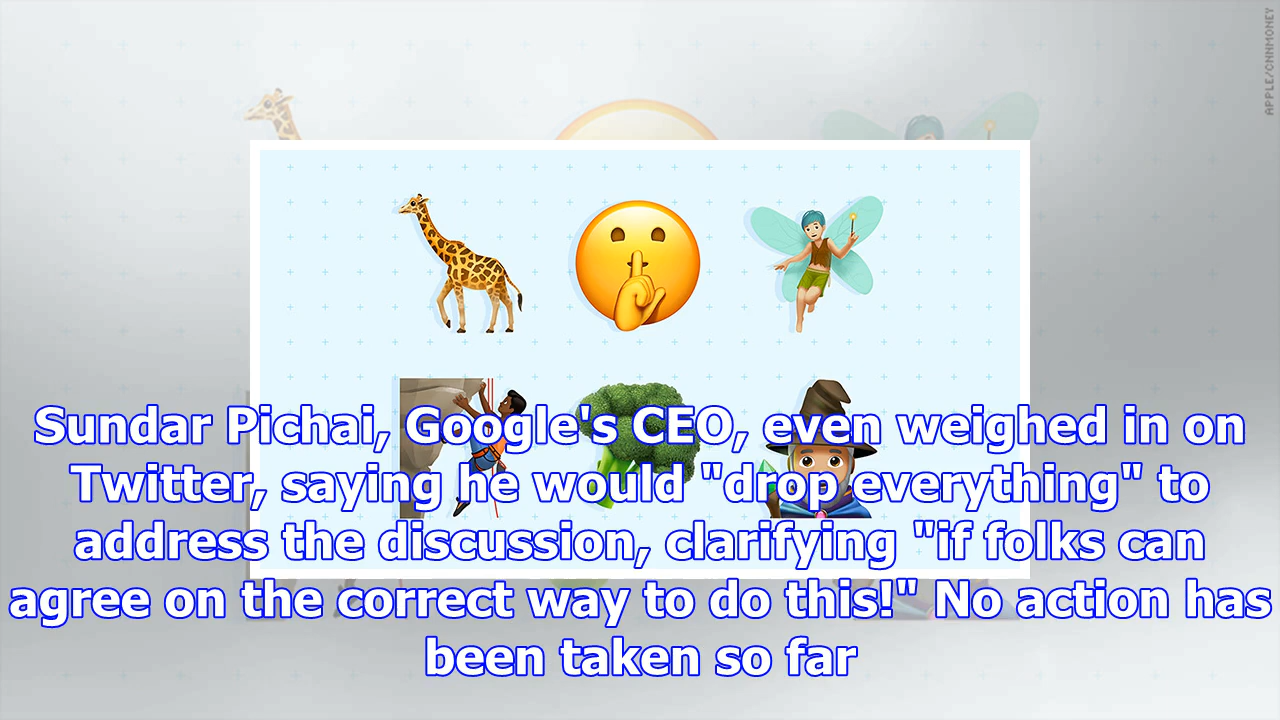 APPLE/CNNMONEY
Sundar Pichai, Google's CEO, even weighed in on
Twitter, saying he would "drop everything" to
address the discussion, clarifying "if folks can
agree on the correct way to do this!" No action has
been taken so far